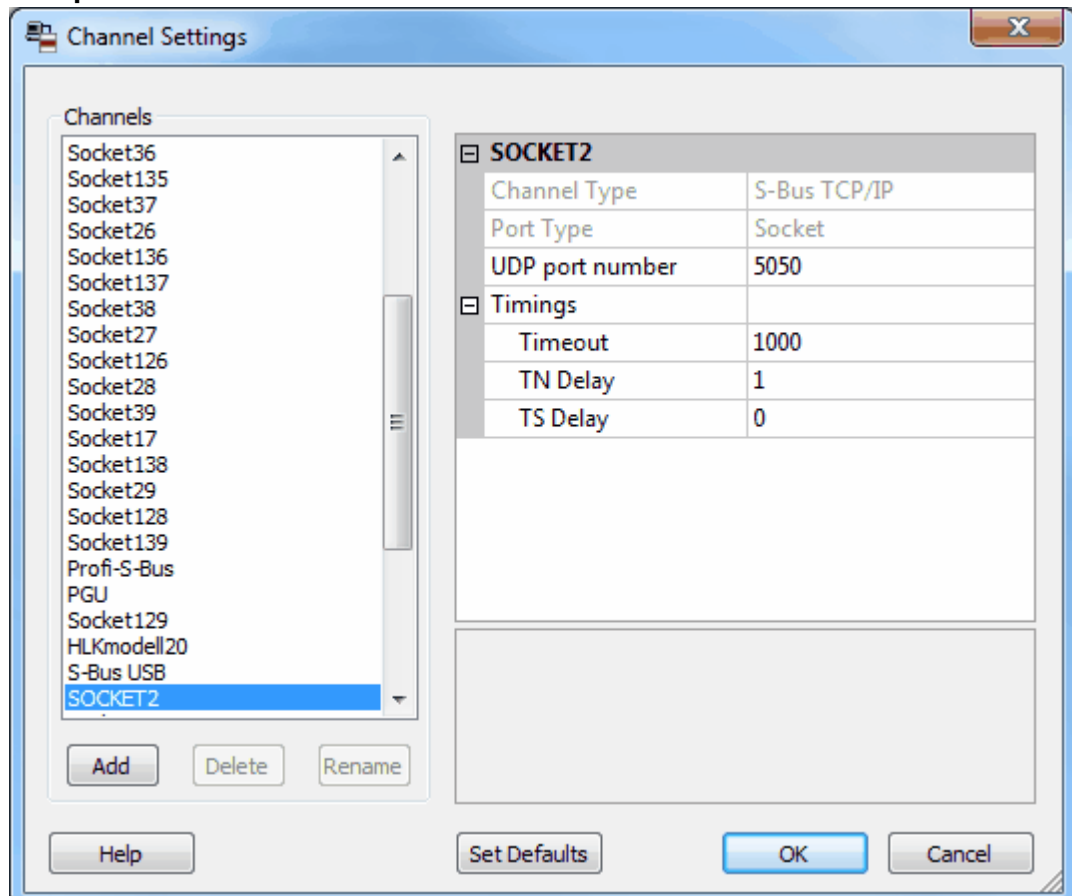 Channel Settings
Channels
Socket36
Socket135
Socket37
Socket26
Socket136
Socket137
Socket38
Socket27
Socket126
Socket28
Socket39
Socket17
Socket138
Socket29
Socket128
Socket139
Profi-S-Bus
PGU
Socket129
HLKmodell20
S-Bus USB
SOCKET2
Add Delete Rename
SOCKET2
Channel Type S-Bus TCP/IP
Port Type Socket
UDP port number 5050
Timings
Timeout 1000
TN Delay 1
TS Delay 0
Help Set Defaults OK Cancel